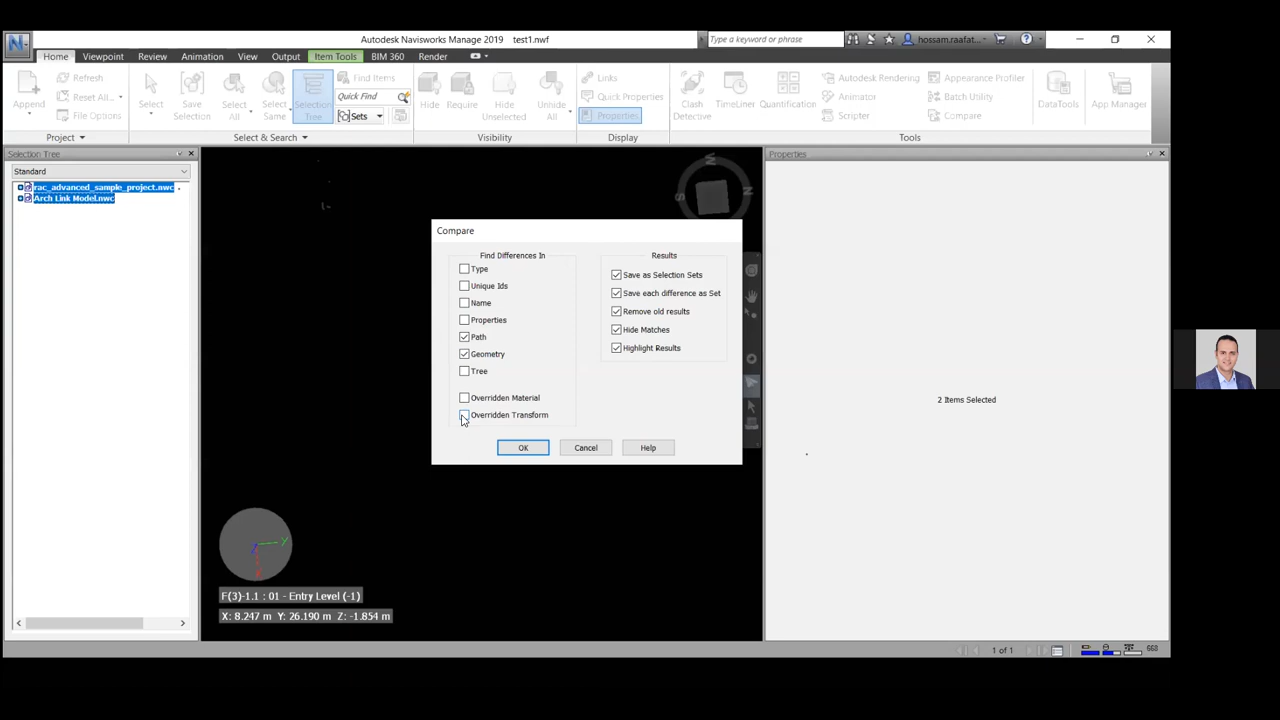 Autodesk Navisworks Manage 2019 test1.nwf
Type a keyword or phrase
hossam.raafat...
Home Viewpoint Review Animation View Output Item Tools BIM 360 Render
Append
Refresh
Reset All...
File Options
Project
Select
Save Selection
Select All
Select Same
Selection Tree
Find Items
Quick Find
Sets
Select & Search
Hide
Require
Hide Unselected
Unhide All
Visibility
Links
Quick Properties
Properties
Display
Clash Detective
TimeLiner
Quantification
Autodesk Rendering
Animator
Scripter
Appearance Profiler
Batch Utility
Compare
DataTools
App Manager
Tools
Selection Tree
Standard
rac_advanced_sample_project.nwc
Arch Link Model.nwc
W
S
N
Compare
Find Differences In
Type
Unique Ids
Name
Properties
Path
Geometry
Tree
Overridden Material
Overridden Transform
Results
Save as Selection Sets
Save each difference as Set
Remove old results
Hide Matches
Highlight Results
OK Cancel Help
Properties
2 Items Selected
Z
Y
X
F(3)-1.1 : 01 - Entry Level (-1)
X: 8.247 m Y: 26.190 m Z: -1.854 m
1 of 1
668